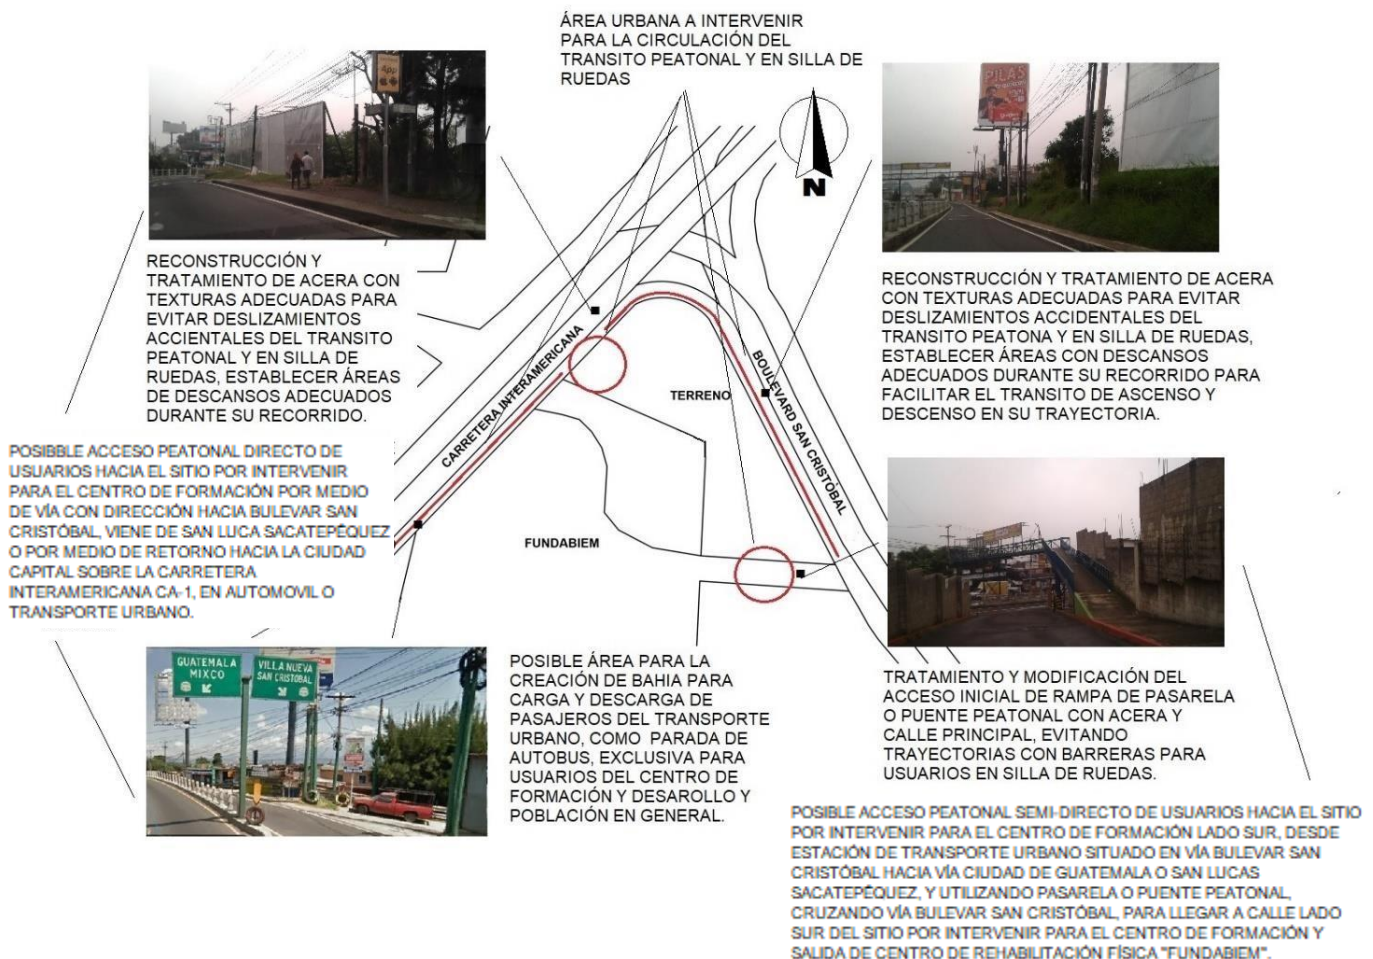 ÁREA URBANA A INTERVENIR
PARA LA CIRCULACIÓN DEL
TRANSITO PEATONAL Y EN SILLA DE
RUEDAS
App
PILAS
N
RECONSTRUCCIÓN Y
TRATAMIENTO DE ACERA CON
TEXTURAS ADECUADAS PARA
EVITAR DESLIZAMIENTOS
ACCIENTALES DEL TRANSITO
PEATONAL Y EN SILLA DE
RUEDAS, ESTABLECER ÁREAS
DE DESCANSOS ADECUADOS
DURANTE SU RECORRIDO.
RECONSTRUCCIÓN Y TRATAMIENTO DE ACERA
CON TEXTURAS ADECUADAS PARA EVITAR
DESLIZAMIENTOS ACCIDENTALES DEL
TRANSITO PEATONA Y EN SILLA DE RUEDAS,
ESTABLECER ÁREAS CON DESCANSOS
ADECUADOS DURANTE SU RECORRIDO PARA
FACILITAR EL TRANSITO DE ASCENSO Y
DESCENSO EN SU TRAYECTORIA.
CARRETERA INTERAMERICANA
TERRENO
BOULEVARD SAN CRISTÓBAL
FUNDABIEM
POSIBBLE ACCESO PEATONAL DIRECTO DE
USUARIOS HACIA EL SITIO POR INTERVENIR
PARA EL CENTRO DE FORMACIÓN POR MEDIO
DE VÍA CON DIRECCIÓN HACIA BULEVAR SAN
CRISTÓBAL, VIENE DE SAN LUCA SACATEPÉQUEZ
O POR MEDIO DE RETORNO HACIA LA CIUDAD
CAPITAL SOBRE LA CARRETERA
INTERAMERICANA CA-1, EN AUTOMOVIL O
TRANSPORTE URBANO.
GUATEMALA
MIXCO
VILLA NUEVA
SAN CRISTOBAL
POSIBLE ÁREA PARA LA
CREACIÓN DE BAHIA PARA
CARGA Y DESCARGA DE
PASAJEROS DEL TRANSPORTE
URBANO, COMO PARADA DE
AUTOBUS, EXCLUSIVA PARA
USUARIOS DEL CENTRO DE
FORMACIÓN Y DESAROLLO Y
POBLACIÓN EN GENERAL.
TRATAMIENTO Y MODIFICACIÓN DEL
ACCESO INICIAL DE RAMPA DE PASARELA
O PUENTE PEATONAL CON ACERA Y
CALLE PRINCIPAL, EVITANDO
TRAYECTORIAS CON BARRERAS PARA
USUARIOS EN SILLA DE RUEDAS.
POSIBLE ACCESO PEATONAL SEMI-DIRECTO DE USUARIOS HACIA EL SITIO
POR INTERVENIR PARA EL CENTRO DE FORMACIÓN LADO SUR, DESDE
ESTACIÓN DE TRANSPORTE URBANO SITUADO EN VÍA BULEVAR SAN
CRISTÓBAL HACIA VÍA CIUDAD DE GUATEMALA O SAN LUCAS
SACATEPÉQUEZ, Y UTILIZANDO PASARELA O PUENTE PEATONAL,
CRUZANDO VÍA BULEVAR SAN CRISTÓBAL, PARA LLEGAR A CALLE LADO
SUR DEL SITIO POR INTERVENIR PARA EL CENTRO DE FORMACIÓN Y
SALIDA DE CENTRO DE REHABILITACIÓN FÍSICA "FUNDABIEM".